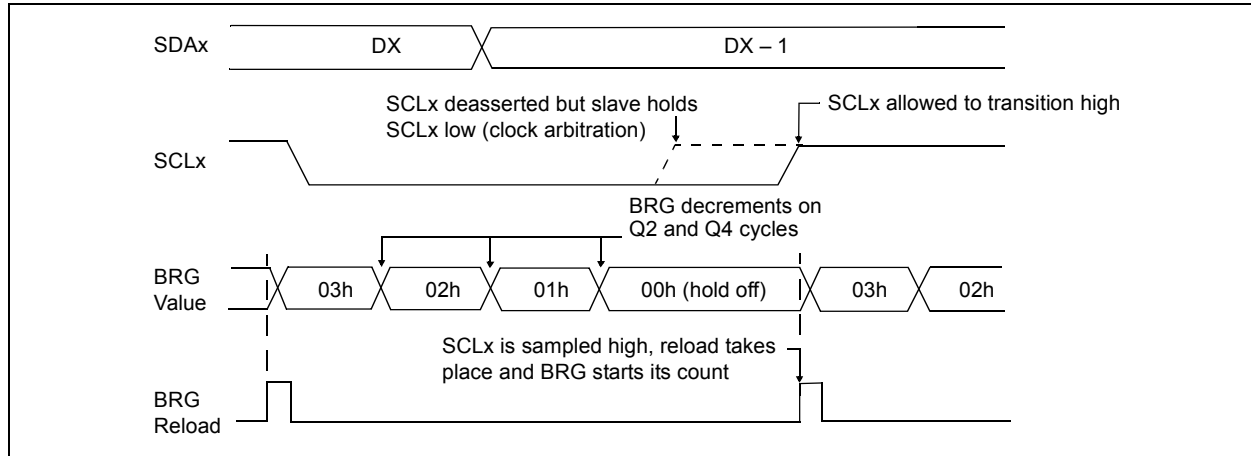 SDAx
DX
DX – 1
SCLx deasserted but slave holds
SCLx low (clock arbitration)
SCLx allowed to transition high
SCLx
BRG decrements on
Q2 and Q4 cycles
BRG
Value
03h
02h
01h
00h (hold off)
03h
02h
SCLx is sampled high, reload takes
place and BRG starts its count
BRG
Reload